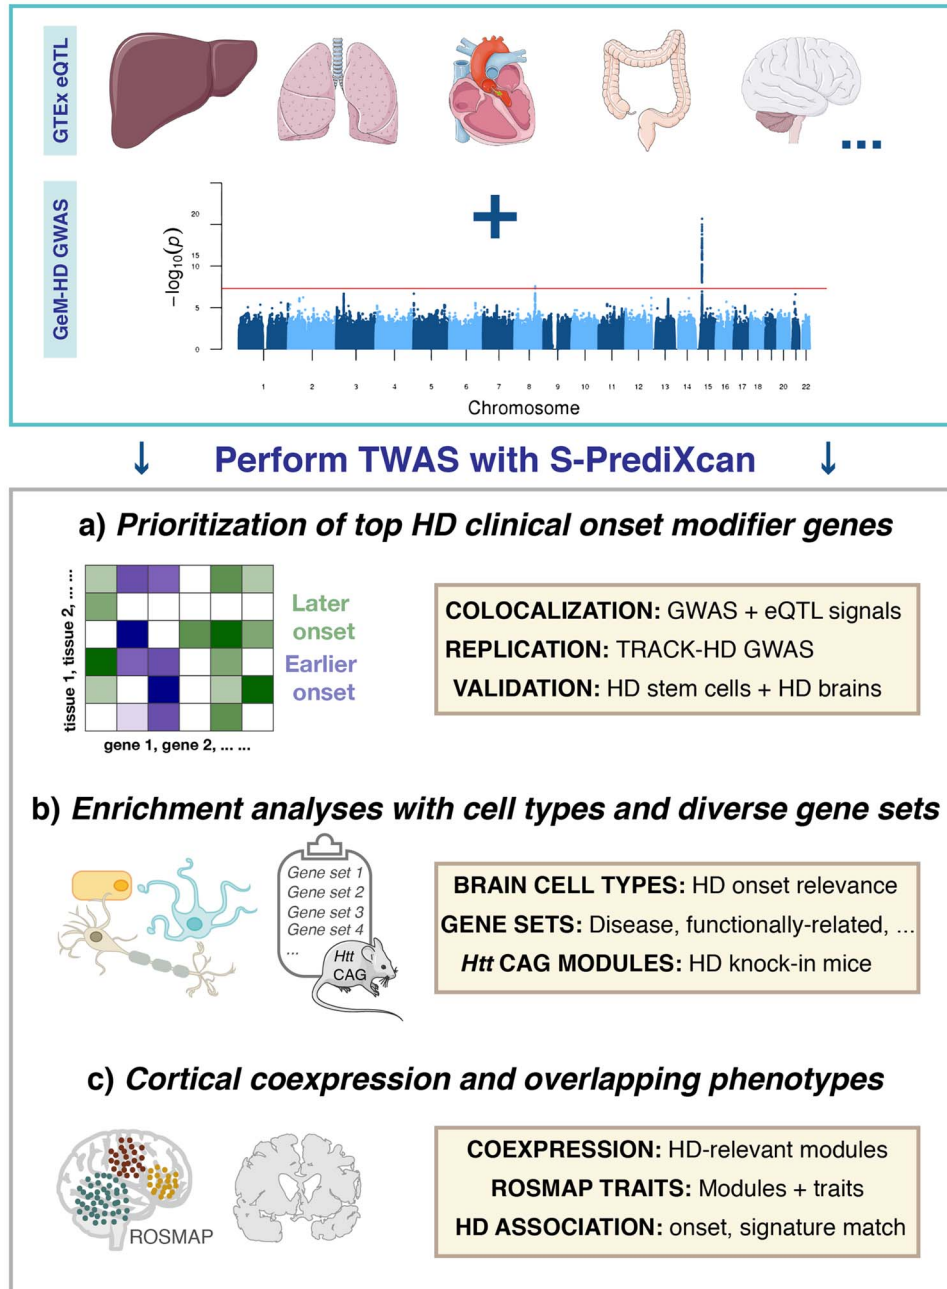 GTEx eQTL
...
GeM-HD GWAS
+
−log10(p)
20
15
10
5
0
1 2 3 4 5 6 7 8 9 10 11 12 13 14 15 16 17 18 20 22
Chromosome
↓ Perform TWAS with S-PrediXcan ↓
a) Prioritization of top HD clinical onset modifier genes
tissue 1, tissue 2, ... ...
gene 1, gene 2, ... ...
Later
onset
Earlier
onset
COLOCALIZATION: GWAS + eQTL signals
REPLICATION: TRACK-HD GWAS
VALIDATION: HD stem cells + HD brains
b) Enrichment analyses with cell types and diverse gene sets
Gene set 1
Gene set 2
Gene set 3
Gene set 4
...
Htt
CAG
BRAIN CELL TYPES: HD onset relevance
GENE SETS: Disease, functionally-related, ...
Htt CAG MODULES: HD knock-in mice
c) Cortical coexpression and overlapping phenotypes
ROSMAP
COEXPRESSION: HD-relevant modules
ROSMAP TRAITS: Modules + traits
HD ASSOCIATION: onset, signature match